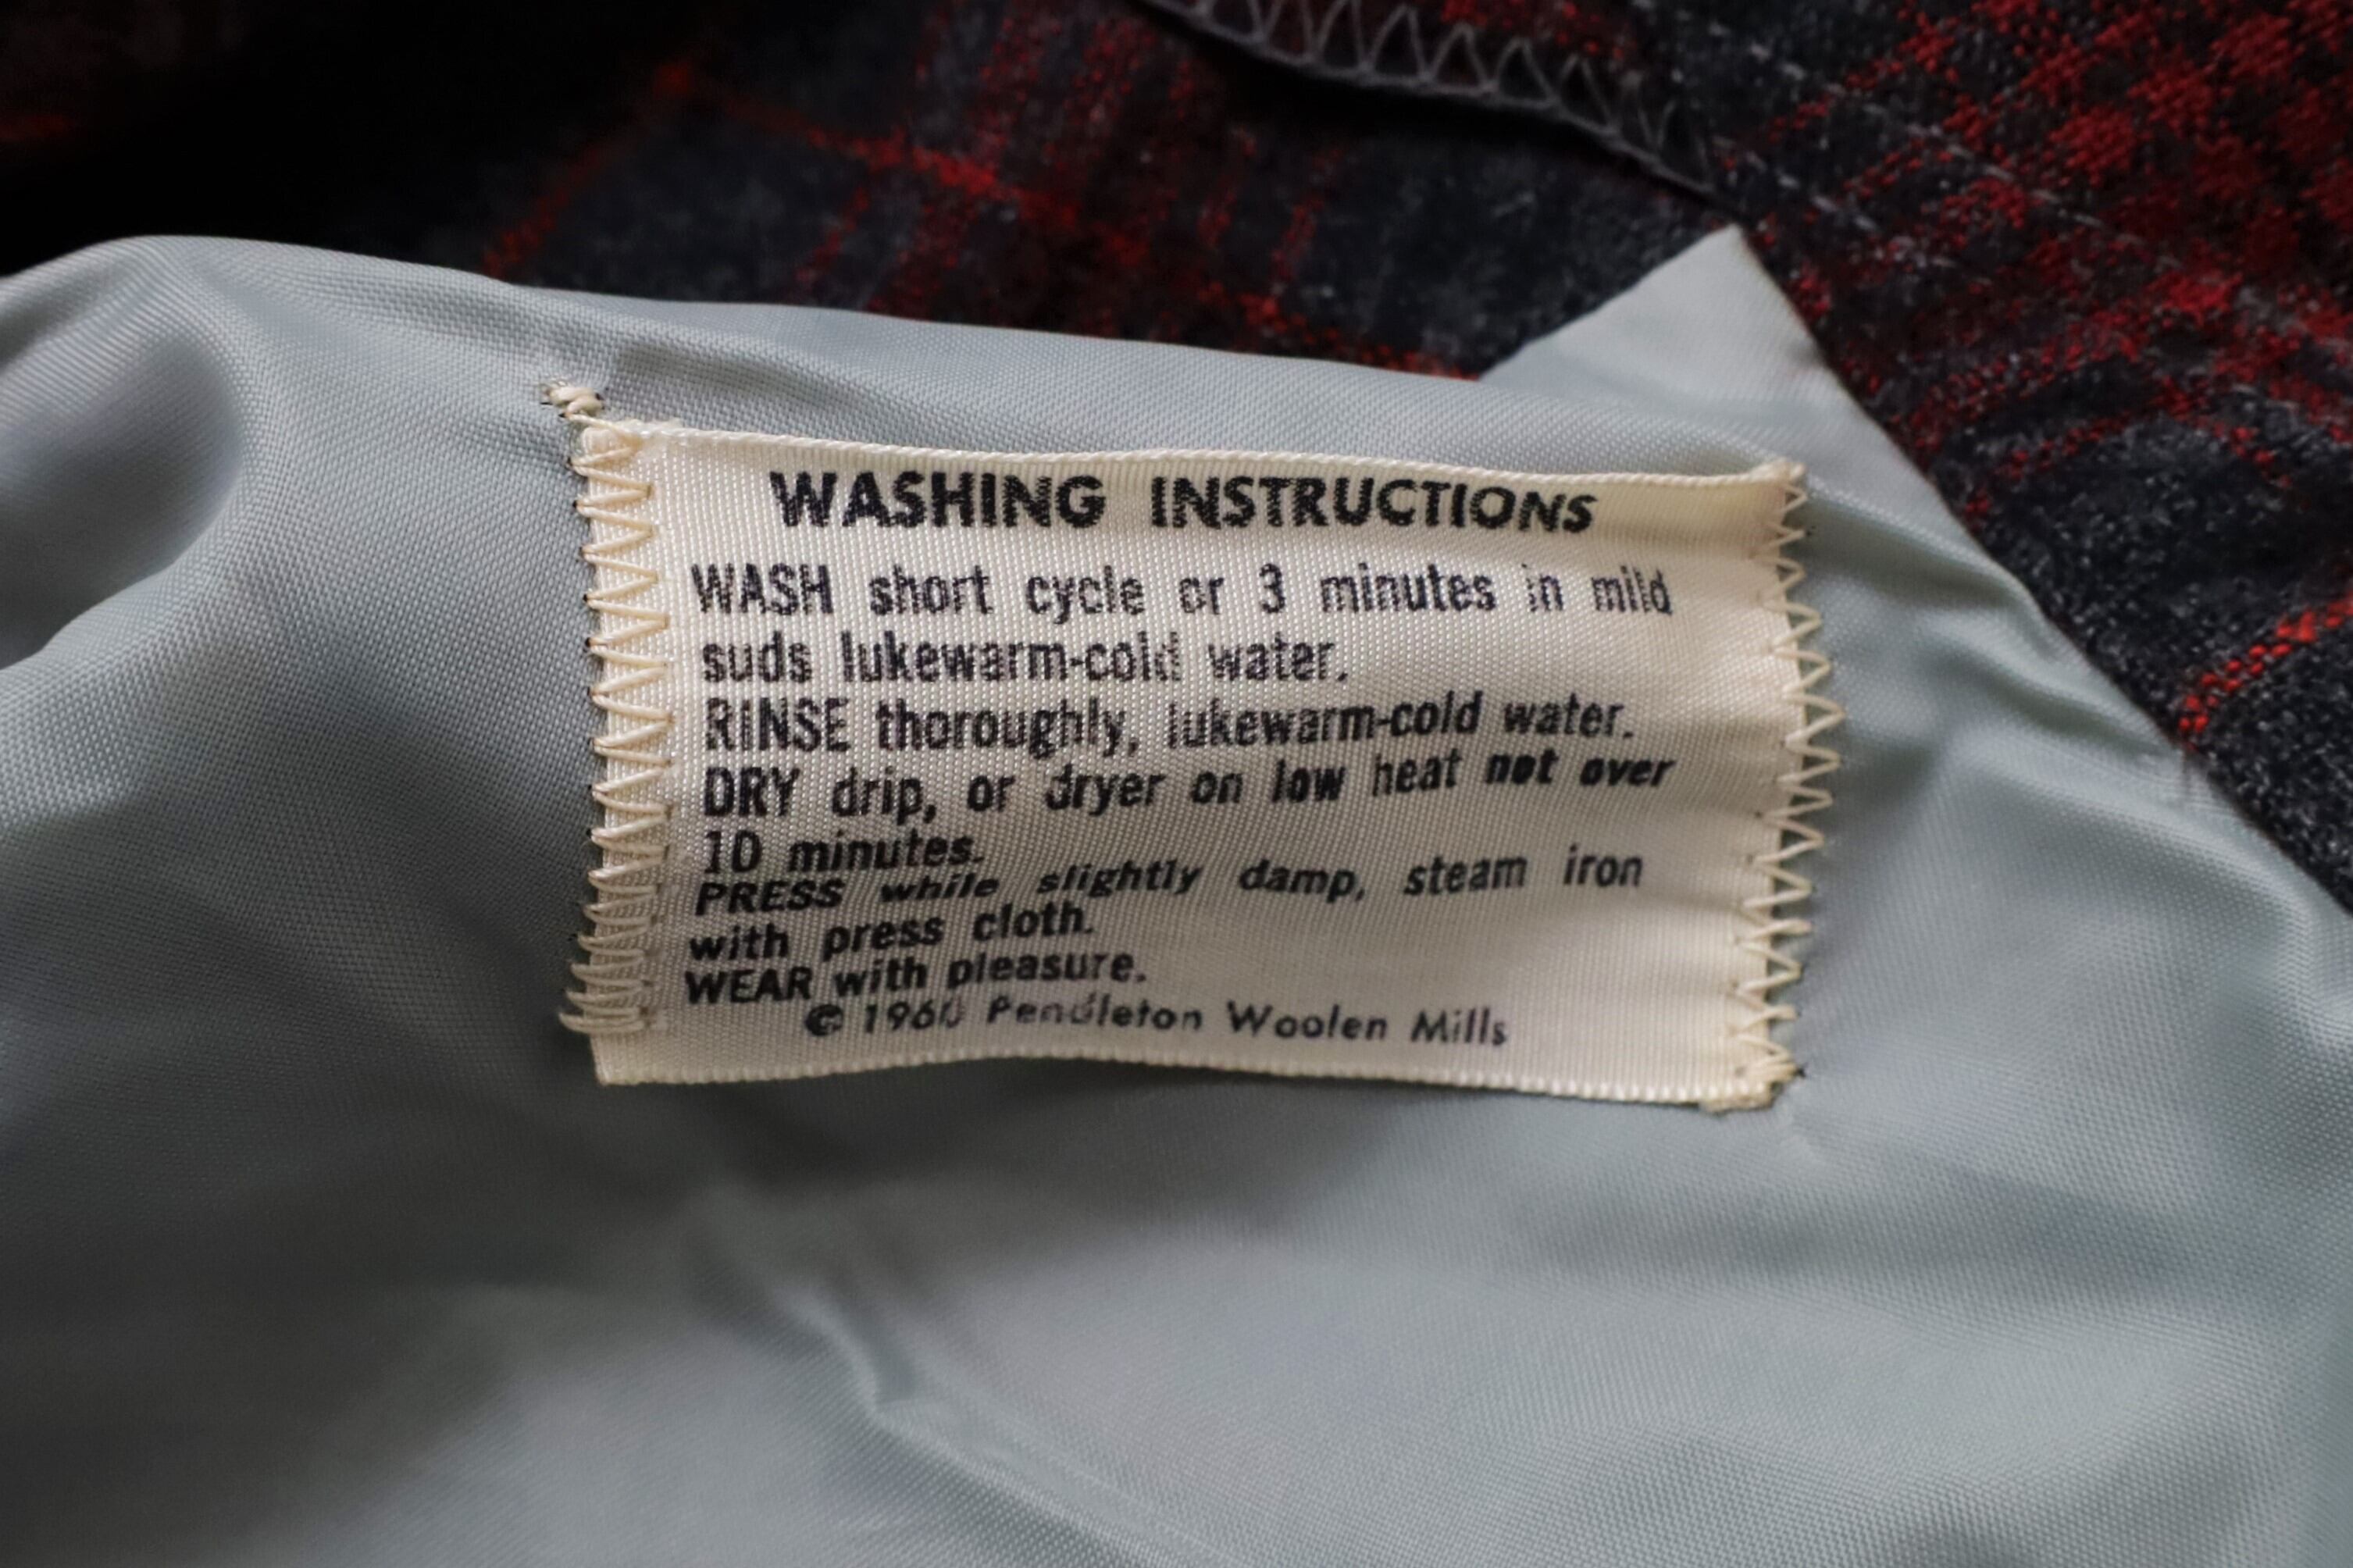 WASHING INSTRUCTIONS
WASH short cycle or 3 minutes in mild
suds lukewarm-cold water.
RINSE thoroughly, lukewarm-cold water.
DRY drip, or dryer on low heat not over
10 minutes.
PRESS while slightly damp, steam iron
with press cloth.
WEAR with pleasure.
© 1960 Pendleton Woolen Mills